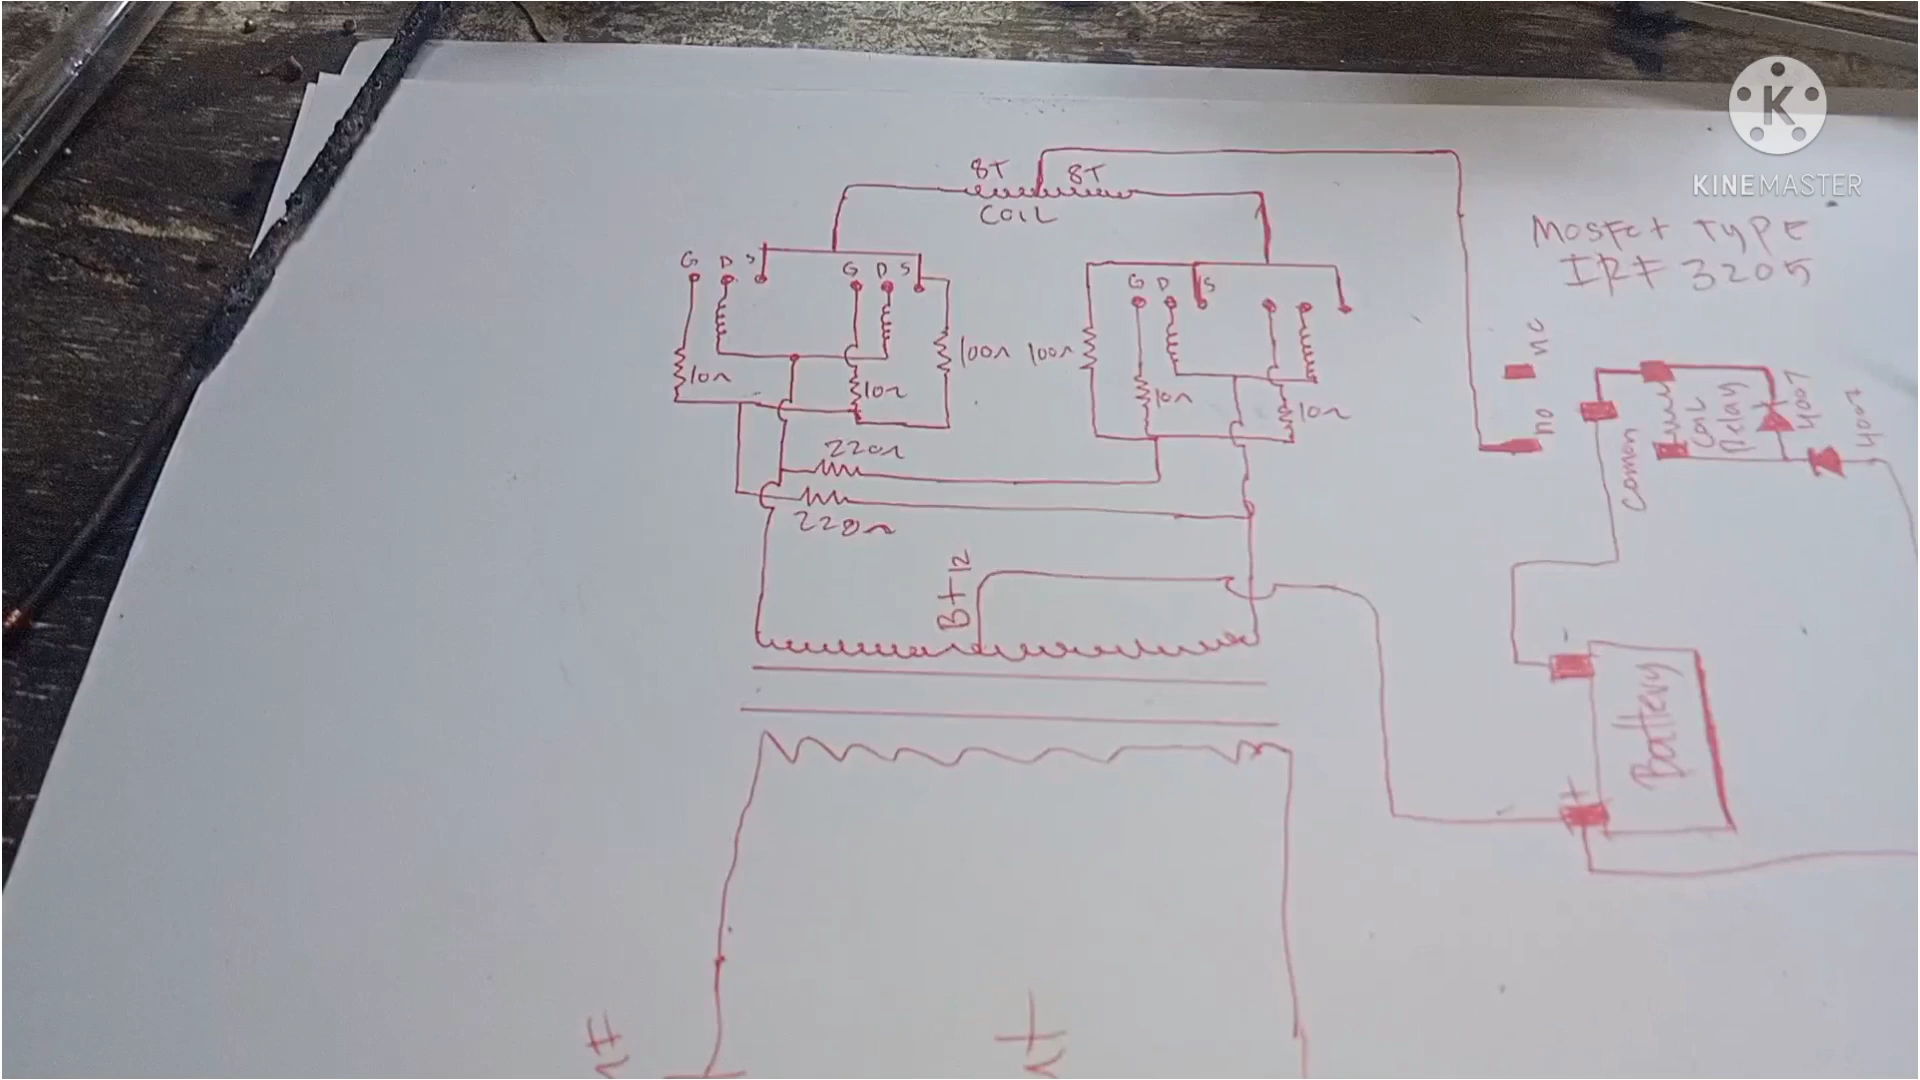 8T 8T
COIL
G D S
G D S
G D S
10Ω
10Ω
100Ω
100Ω
10Ω
10Ω
220Ω
220Ω
B+12
MOSFET TYPE
IRF 3205
NC
NO
Comon
Coil
Relay
4007
4007
-
Battery
+
K
KINEMASTER